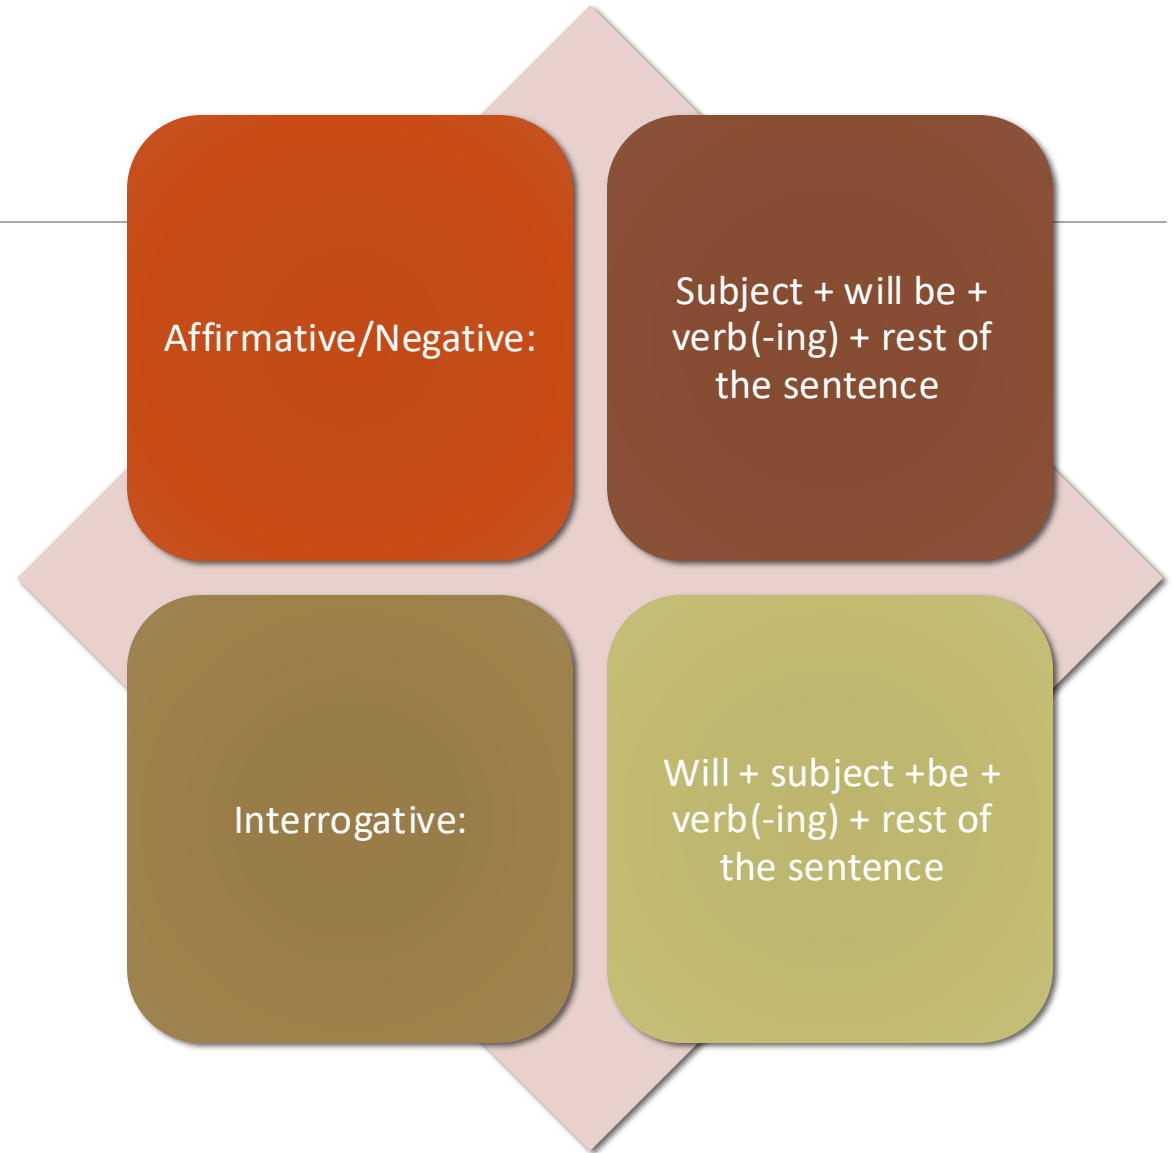 Affirmative/Negative:
Subject + will be +
verb(-ing) + rest of
the sentence
Interrogative:
Will + subject +be +
verb(-ing) + rest of
the sentence